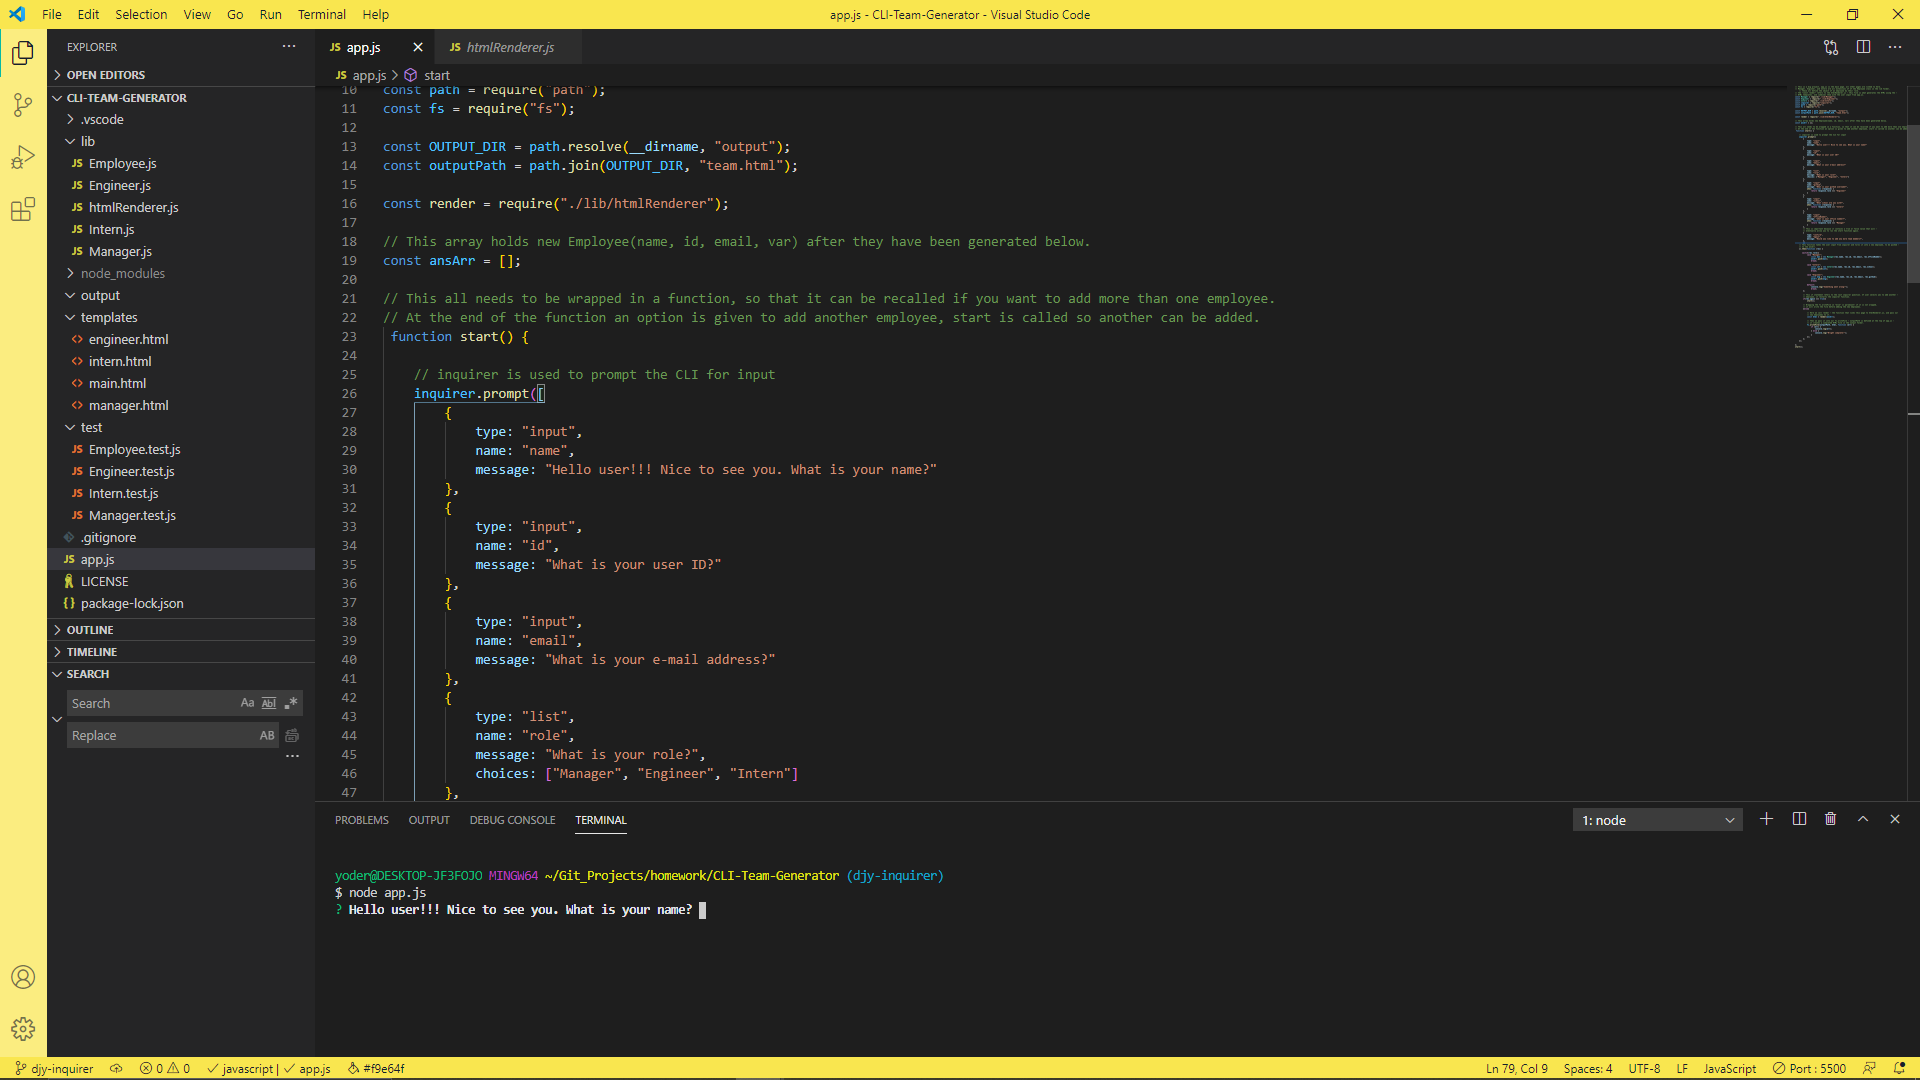 File Edit Selection View Go Run Terminal Help
app.js - CLI-Team-Generator - Visual Studio Code
EXPLORER
OPEN EDITORS
CLI-TEAM-GENERATOR
.vscode
lib
JS Employee.js
JS Engineer.js
JS htmlRenderer.js
JS Intern.js
JS Manager.js
node_modules
output
templates
<> engineer.html
<> intern.html
<> main.html
<> manager.html
test
JS Employee.test.js
JS Engineer.test.js
JS Intern.test.js
JS Manager.test.js
.gitignore
JS app.js
LICENSE
{} package-lock.json
OUTLINE
TIMELINE
SEARCH
Search Aa Abl .*
Replace AB
JS app.js JS htmlRenderer.js
JS app.js > start
10 const path = require("path");
11 const fs = require("fs");
12
13 const OUTPUT_DIR = path.resolve(__dirname, "output");
14 const outputPath = path.join(OUTPUT_DIR, "team.html");
15
16 const render = require("./lib/htmlRenderer");
17
18 // This array holds new Employee(name, id, email, var) after they have been generated below.
19 const ansArr = [];
20
21 // This all needs to be wrapped in a function, so that it can be recalled if you want to add more than one employee.
22 // At the end of the function an option is given to add another employee, start is called so another can be added.
23 function start() {
24
25 // inquirer is used to prompt the CLI for input
26 inquirer.prompt([
27 {
28 type: "input",
29 name: "name",
30 message: "Hello user!!! Nice to see you. What is your name?"
31 },
32 {
33 type: "input",
34 name: "id",
35 message: "What is your user ID?"
36 },
37 {
38 type: "input",
39 name: "email",
40 message: "What is your e-mail address?"
41 },
42 {
43 type: "list",
44 name: "role",
45 message: "What is your role?",
46 choices: ["Manager", "Engineer", "Intern"]
47 },
PROBLEMS OUTPUT DEBUG CONSOLE TERMINAL 1: node
yoder@DESKTOP-JF3FOJO MINGW64 ~/Git_Projects/homework/CLI-Team-Generator (djy-inquirer)
$ node app.js
? Hello user!!! Nice to see you. What is your name?
djy-inquirer 0 0 javascript | app.js #f9e64f Ln 79, Col 9 Spaces: 4 UTF-8 LF JavaScript Port : 5500